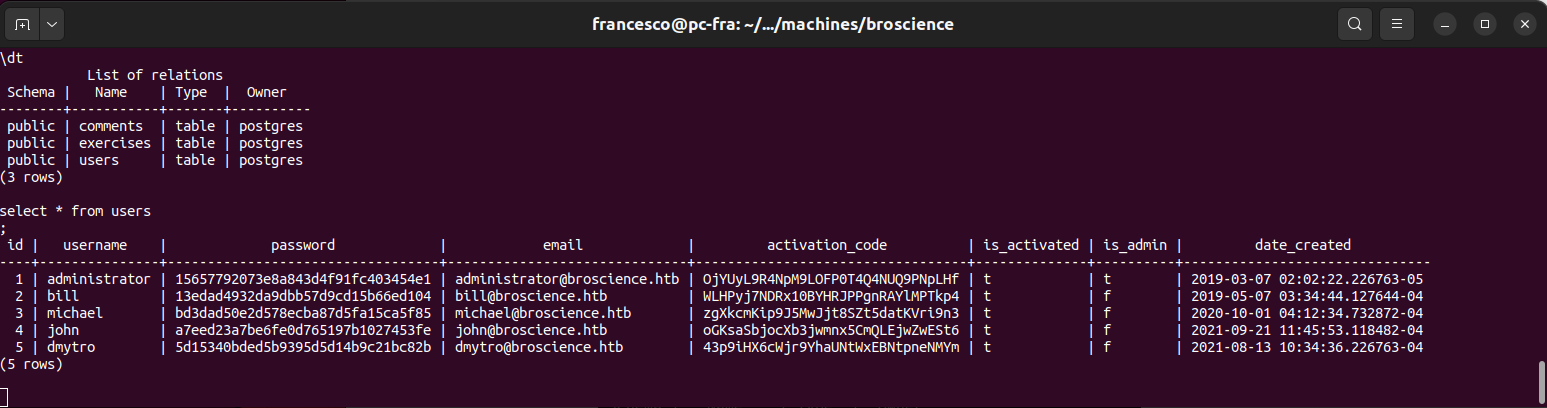 francesco@pc-fra: ~/.../machines/broscience
\dt
          List of relations
 Schema |   Name    | Type  |  Owner
--------+-----------+-------+----------
 public | comments  | table | postgres
 public | exercises | table | postgres
 public | users     | table | postgres
(3 rows)
select * from users
;
 id |   username    |             password             |            email             |         activation_code          | is_activated | is_admin |         date_created
----+---------------+----------------------------------+------------------------------+----------------------------------+--------------+----------+-------------------------------
  1 | administrator | 15657792073e8a843d4f91fc403454e1 | administrator@broscience.htb | OjYUyL9R4NpM9LOFP0T4Q4NUQ9PNpLHf | t            | t        | 2019-03-07 02:02:22.226763-05
  2 | bill          | 13edad4932da9dbb57d9cd15b66ed104 | bill@broscience.htb          | WLHPyj7NDRx10BYHRJPPgnRAYlMPTkp4 | t            | f        | 2019-05-07 03:34:44.127644-04
  3 | michael       | bd3dad50e2d578ecba87d5fa15ca5f85 | michael@broscience.htb       | zgXkcmKip9J5MwJjt8SZt5datKVri9n3 | t            | f        | 2020-10-01 04:12:34.732872-04
  4 | john          | a7eed23a7be6fe0d765197b1027453fe | john@broscience.htb          | oGKsaSbjocXb3jwmnx5CmQLEjwZwESt6 | t            | f        | 2021-09-21 11:45:53.118482-04
  5 | dmytro        | 5d15340bded5b9395d5d14b9c21bc82b | dmytro@broscience.htb        | 43p9iHX6cWjr9YhaUNtWxEBNtpneNMYm | t            | f        | 2021-08-13 10:34:36.226763-04
(5 rows)